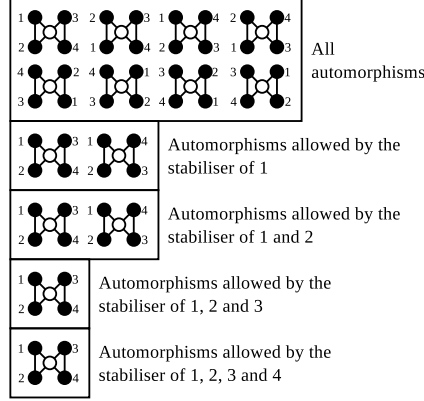 1 3 2 3 1 4 2 4
2 4 1 4 2 3 1 3
4 2 4 1 3 2 3 1
3 1 3 2 4 1 4 2
All
automorphisms
1 3 1 4
2 4 2 3
Automorphisms allowed by the
stabiliser of 1
1 3 1 4
2 4 2 3
Automorphisms allowed by the
stabiliser of 1 and 2
1 3
2 4
Automorphisms allowed by the
stabiliser of 1, 2 and 3
1 3
2 4
Automorphisms allowed by the
stabiliser of 1, 2, 3 and 4